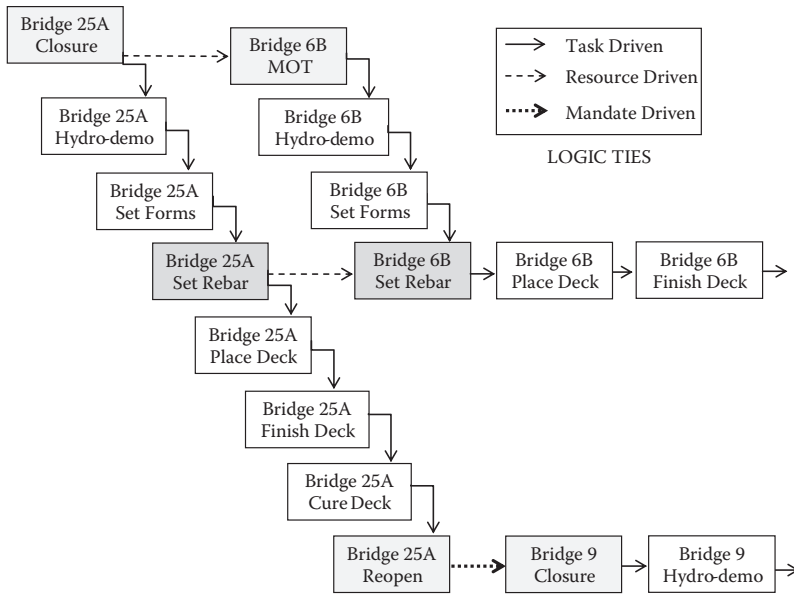 Bridge 25A
Closure
Bridge 6B
MOT
Task Driven
Resource Driven
Mandate Driven
LOGIC TIES
Bridge 25A
Hydro-demo
Bridge 6B
Hydro-demo
Bridge 25A
Set Forms
Bridge 6B
Set Forms
Bridge 25A
Set Rebar
Bridge 6B
Set Rebar
Bridge 6B
Place Deck
Bridge 6B
Finish Deck
Bridge 25A
Place Deck
Bridge 25A
Finish Deck
Bridge 25A
Cure Deck
Bridge 25A
Reopen
Bridge 9
Closure
Bridge 9
Hydro-demo